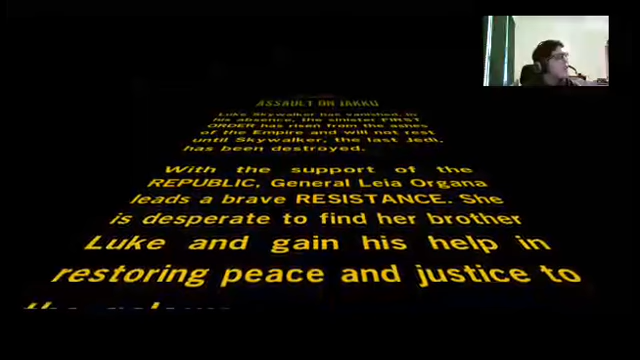 ASSAULT ON JAKKU
Luke Skywalker has vanished. In
his absence, the sinister FIRST
ORDER has risen from the ashes
of the Empire and will not rest
until Skywalker, the last Jedi,
has been destroyed.
With the support of the
REPUBLIC, General Leia Organa
leads a brave RESISTANCE. She
is desperate to find her brother
Luke and gain his help in
restoring peace and justice to
the galaxy.